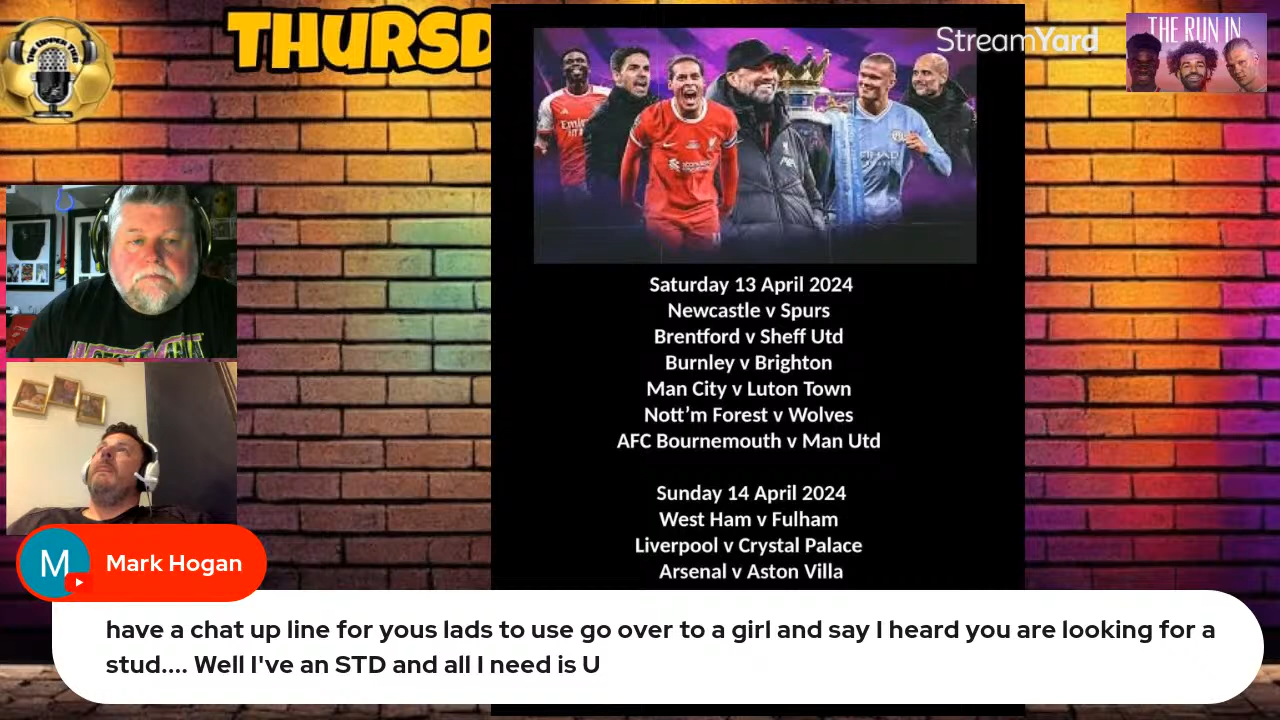 THURSD
StreamYard
THE RUN IN
THE UPPER TIER
Saturday 13 April 2024
Newcastle v Spurs
Brentford v Sheff Utd
Burnley v Brighton
Man City v Luton Town
Nott'm Forest v Wolves
AFC Bournemouth v Man Utd
Sunday 14 April 2024
West Ham v Fulham
Liverpool v Crystal Palace
Arsenal v Aston Villa
M
Mark Hogan
have a chat up line for yous lads to use go over to a girl and say I heard you are looking for a
stud.... Well I've an STD and all I need is U